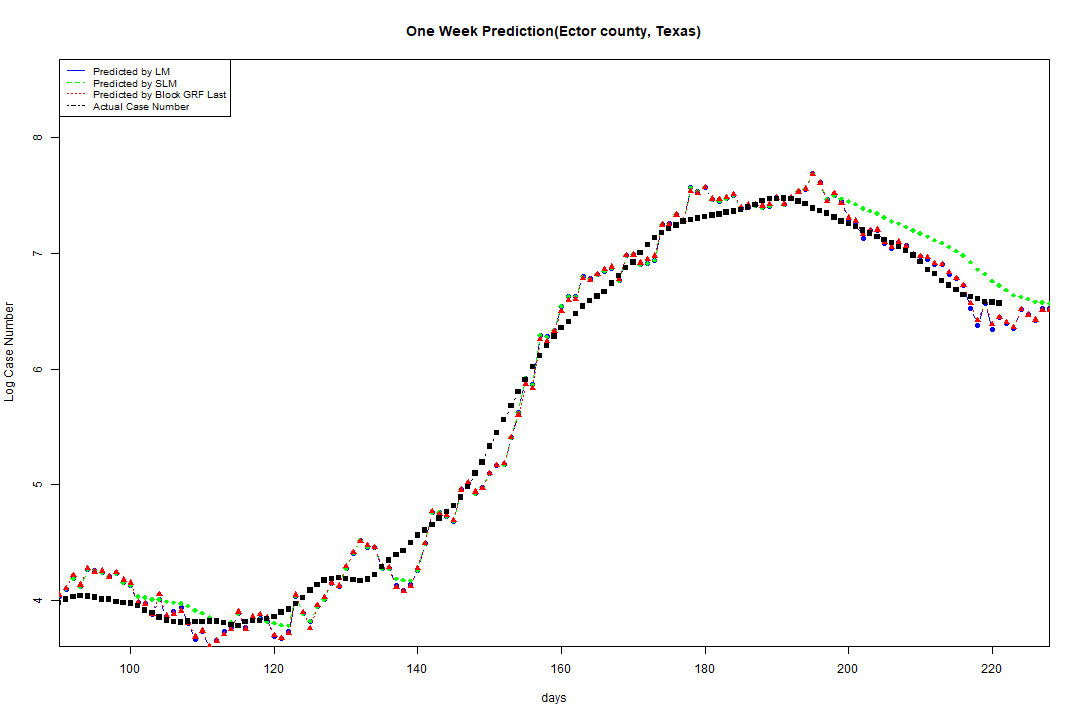 One Week Prediction(Ector county, Texas)
Predicted by LM
Predicted by SLM
Predicted by Block GRF Last
Actual Case Number
Log Case Number
8
7
6
5
4
100 120 140 160 180 200 220
days